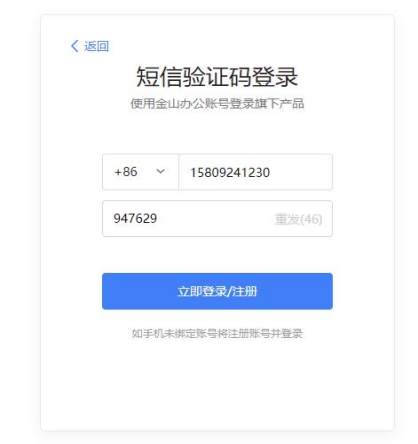 返回
短信验证码登录
使用金山办公账号登录旗下产品
+86 15809241230
947629 重发(46)
立即登录/注册
如手机未绑定账号将注册账号并登录